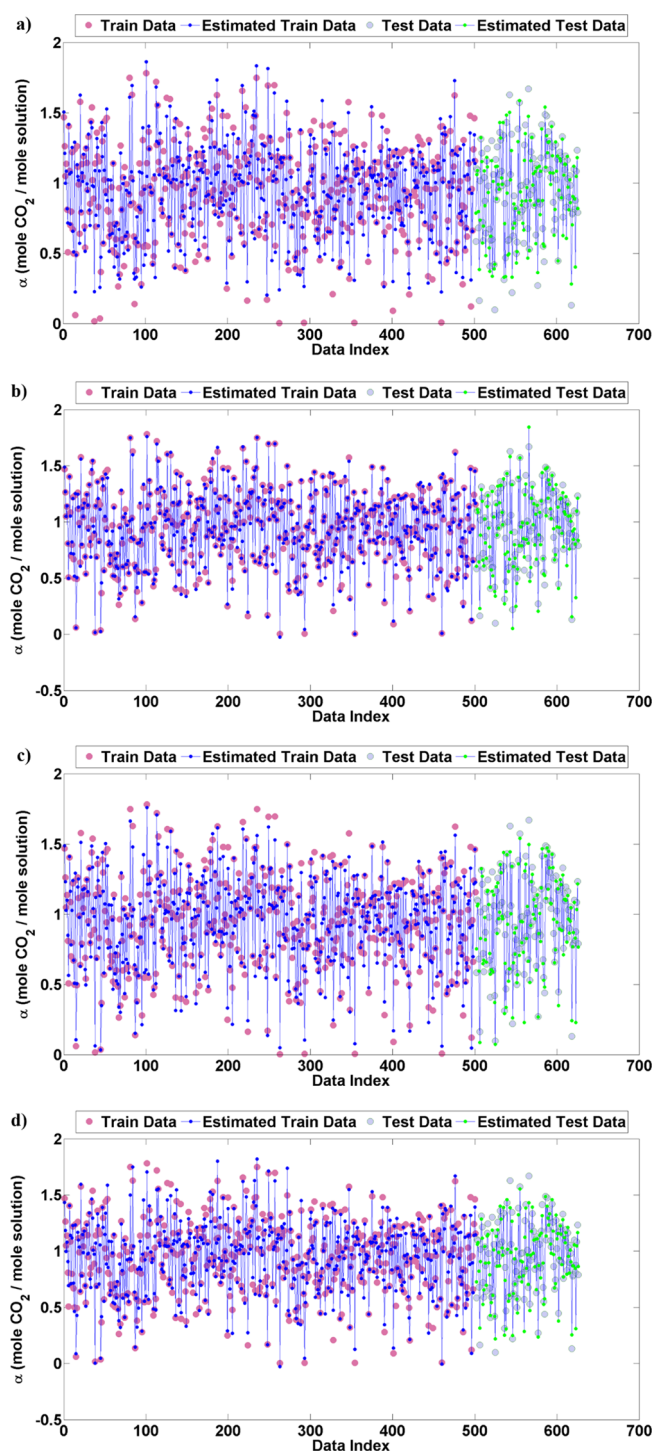 a)
Train Data Estimated Train Data Test Data Estimated Test Data
2
1.5
1
0.5
0
α (mole CO2 / mole solution)
0 100 200 300 400 500 600 700
Data Index
b)
Train Data Estimated Train Data Test Data Estimated Test Data
2
1.5
1
0.5
0
-0.5
α (mole CO2 / mole solution)
0 100 200 300 400 500 600 700
Data Index
c)
Train Data Estimated Train Data Test Data Estimated Test Data
2
1.5
1
0.5
0
α (mole CO2 / mole solution)
0 100 200 300 400 500 600 700
Data Index
d)
Train Data Estimated Train Data Test Data Estimated Test Data
2
1.5
1
0.5
0
-0.5
α (mole CO2 / mole solution)
0 100 200 300 400 500 600 700
Data Index